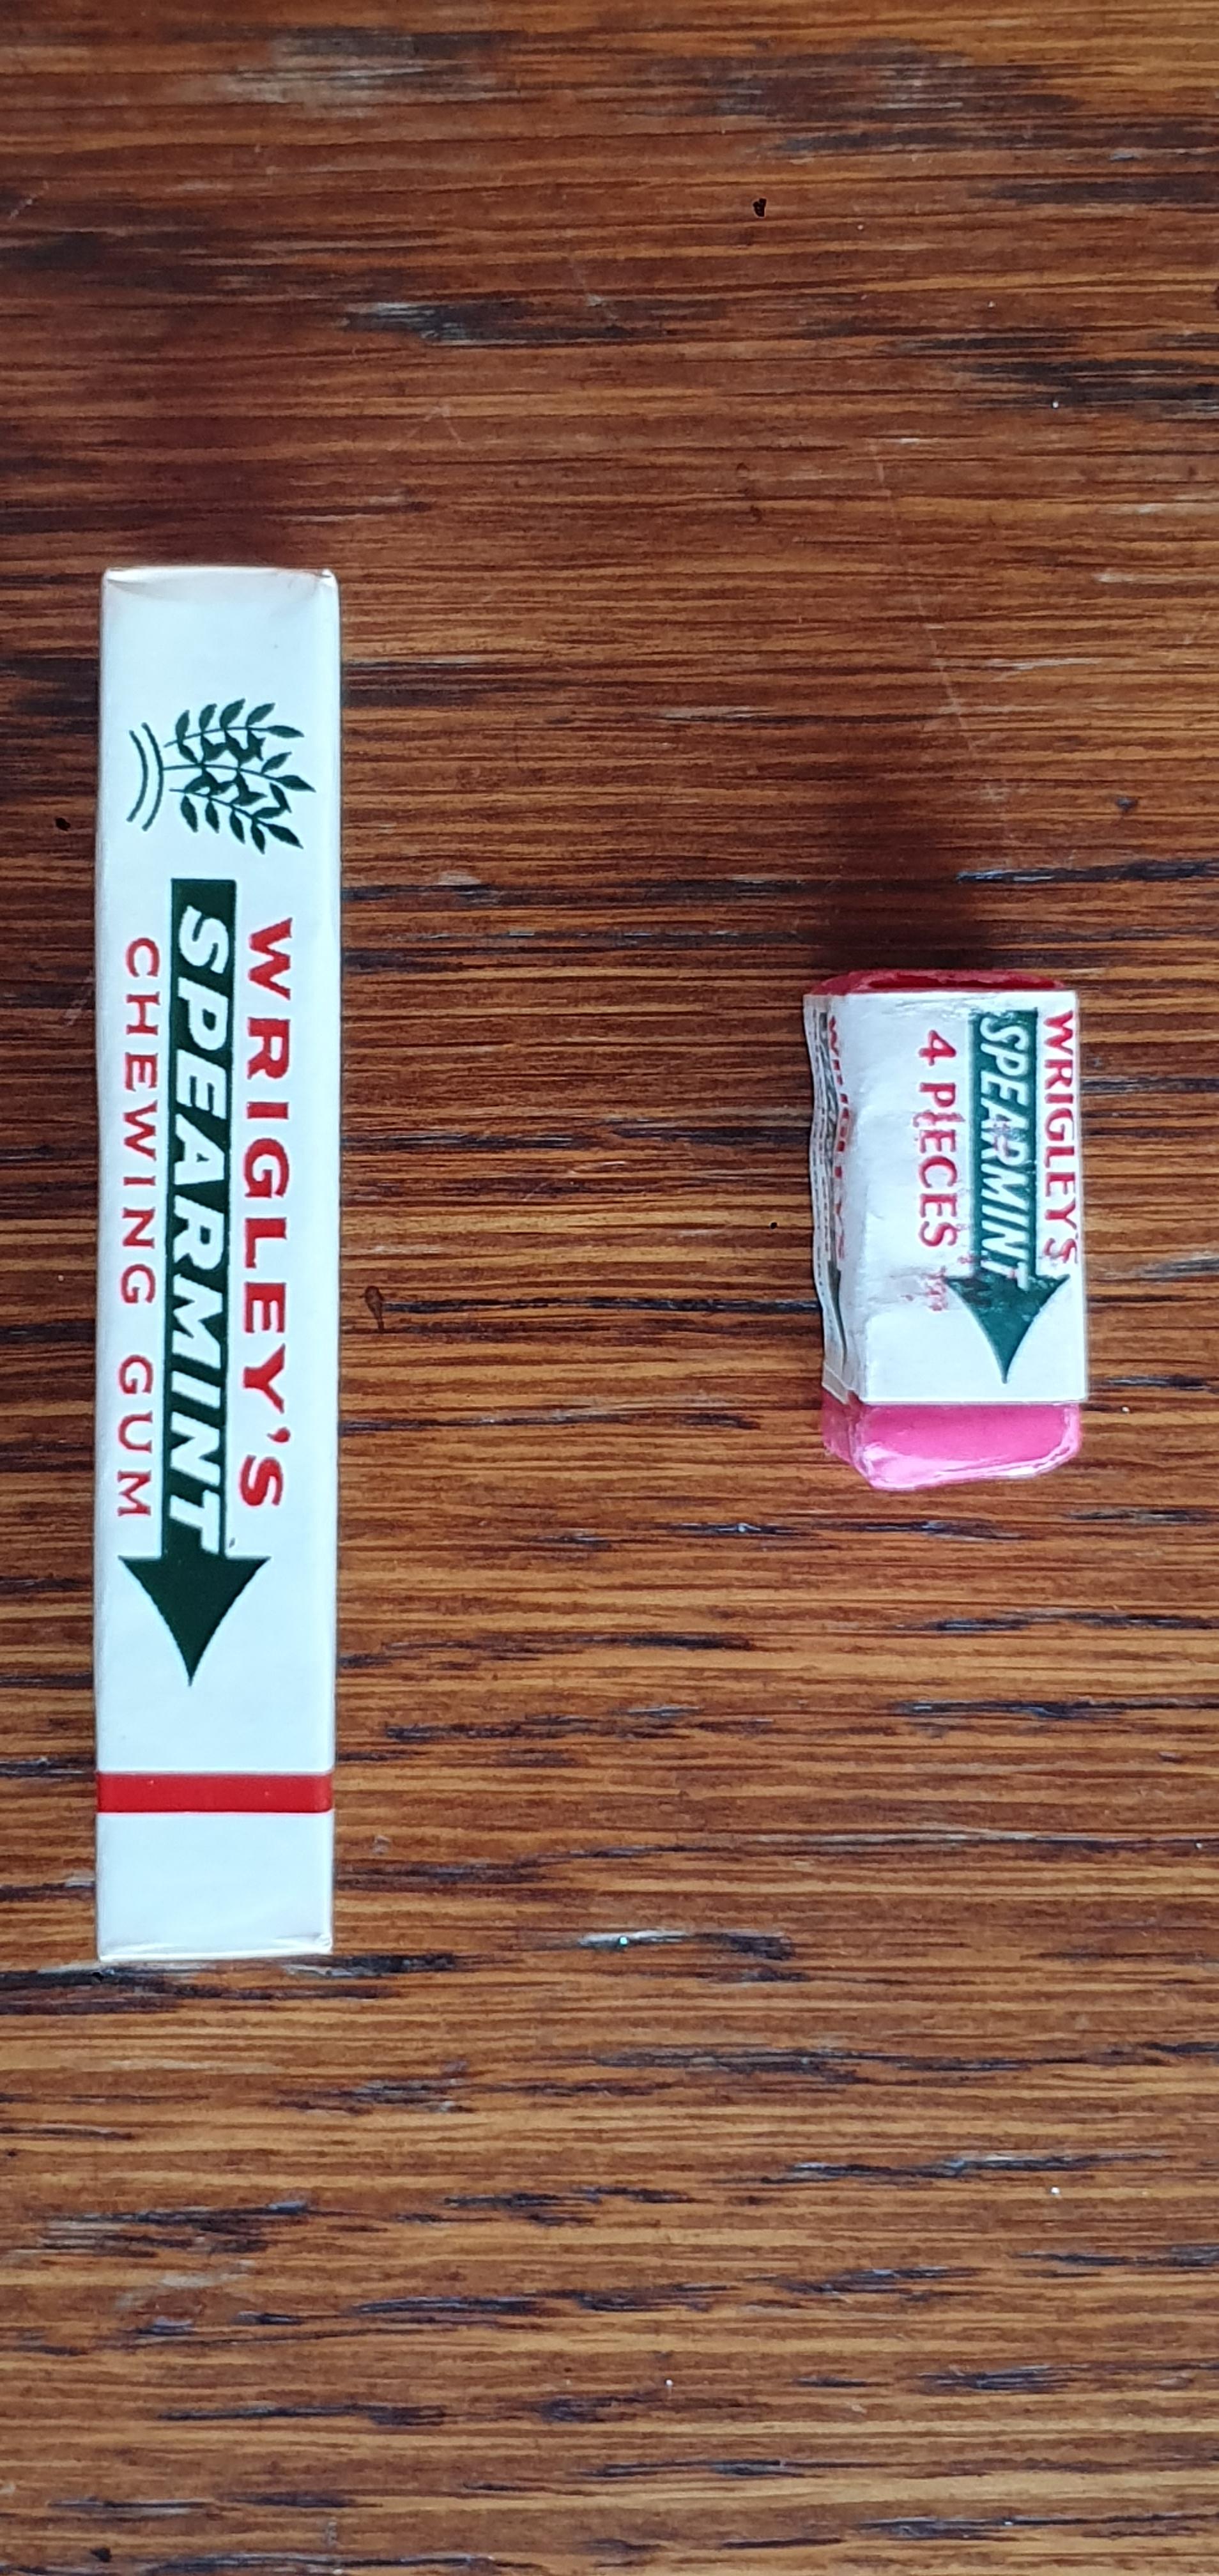 WRIGLEY'S
SPEARMINT
CHEWING GUM
WRIGLEY'S
SPEARMINT
4 PIECES